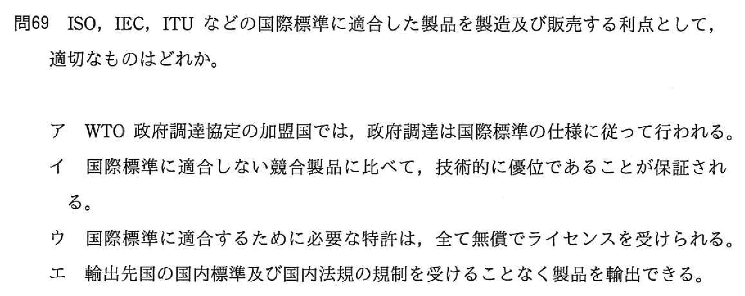 問69 ISO，IEC，ITU などの国際標準に適合した製品を製造及び販売する利点として，
適切なものはどれか。
ア WTO 政府調達協定の加盟国では，政府調達は国際標準の仕様に従って行われる。
イ 国際標準に適合しない競合製品に比べて，技術的に優位であることが保証され
る。
ウ 国際標準に適合するために必要な特許は，全て無償でライセンスを受けられる。
エ 輸出先国の国内標準及び国内法規の規制を受けることなく製品を輸出できる。